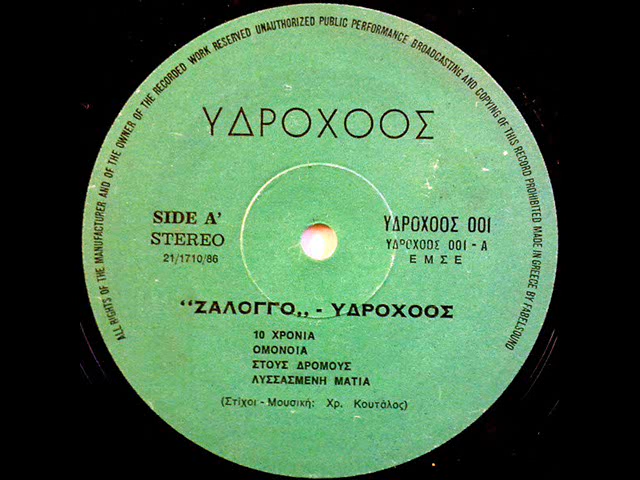 ALL RIGHTS OF THE MANUFACTURER AND OF THE OWNER OF THE RECORDED WORK RESERVED UNAUTHORIZED PUBLIC PERFORMANCE BROADCASTING AND COPYING OF THIS RECORD PROHIBITED MADE IN GREECE BY FABELSOUND
ΥΔΡΟΧΟΟΣ
SIDE A'
STEREO
21/1710/86
ΥΔΡΟΧΟΟΣ 001
ΥΔΡΟΧΟΟΣ 001 - A
ΕΜΣΕ
“ΖΑΛΟΓΓΟ„ - ΥΔΡΟΧΟΟΣ
10 ΧΡΟΝΙΑ
ΟΜΟΝΟΙΑ
ΣΤΟΥΣ ΔΡΟΜΟΥΣ
ΛΥΣΣΑΣΜΕΝΗ ΜΑΤΙΑ
(Στίχοι - Μουσική: Χρ. Κουτάλος)